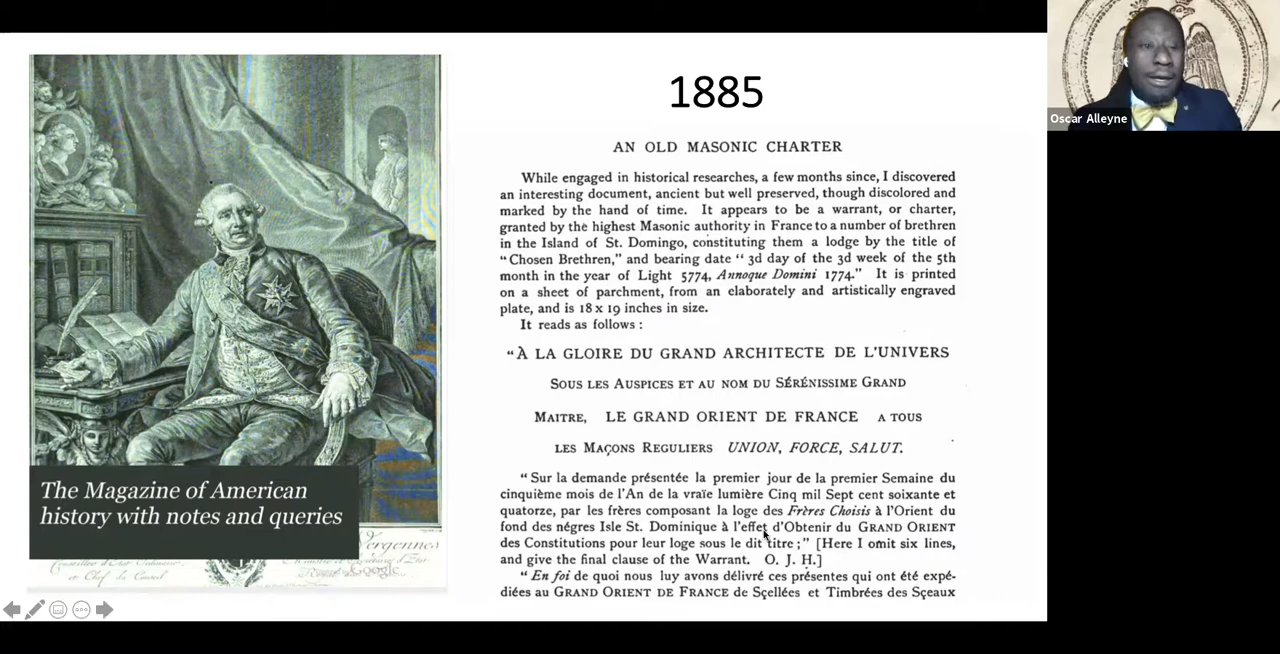 1885
AN OLD MASONIC CHARTER
While engaged in historical researches, a few months since, I discovered
an interesting document, ancient but well preserved, though discolored and
marked by the hand of time. It appears to be a warrant, or charter,
granted by the highest Masonic authority in France to a number of brethren
in the Island of St. Domingo, constituting them a lodge by the title of
"Chosen Brethren," and bearing date "3d day of the 3d week of the 5th
month in the year of Light 5774, Annoque Domini 1774." It is printed
on a sheet of parchment, from an elaborately and artistically engraved
plate, and is 18 x 19 inches in size.
It reads as follows:
"À LA GLOIRE DU GRAND ARCHITECTE DE L'UNIVERS
SOUS LES AUSPICES ET AU NOM DU SÉRÉNISSIME GRAND
MAITRE, LE GRAND ORIENT DE FRANCE A TOUS
LES MAÇONS REGULIERS UNION, FORCE, SALUT.
"Sur la demande présentée la premier jour de la premier Semaine du
cinquième mois de l'An de la vraïe lumière Cinq mil Sept cent soixante et
quatorze, par les frères composant la loge des Frères Choisis à l'Orient du
fond des négres Isle St. Dominique à l'effet d'Obtenir du GRAND ORIENT
des Constitutions pour leur loge sous le dit titre;" [Here I omit six lines,
and give the final clause of the Warrant. O. J. H.]
"En foi de quoi nous luy avons délivré ces présentes qui ont été expé-
diées au GRAND ORIENT DE FRANCE de Sçellées et Timbrées des Sçeaux
The Magazine of American
history with notes and queries
Vergennes
Google
Oscar Alleyne